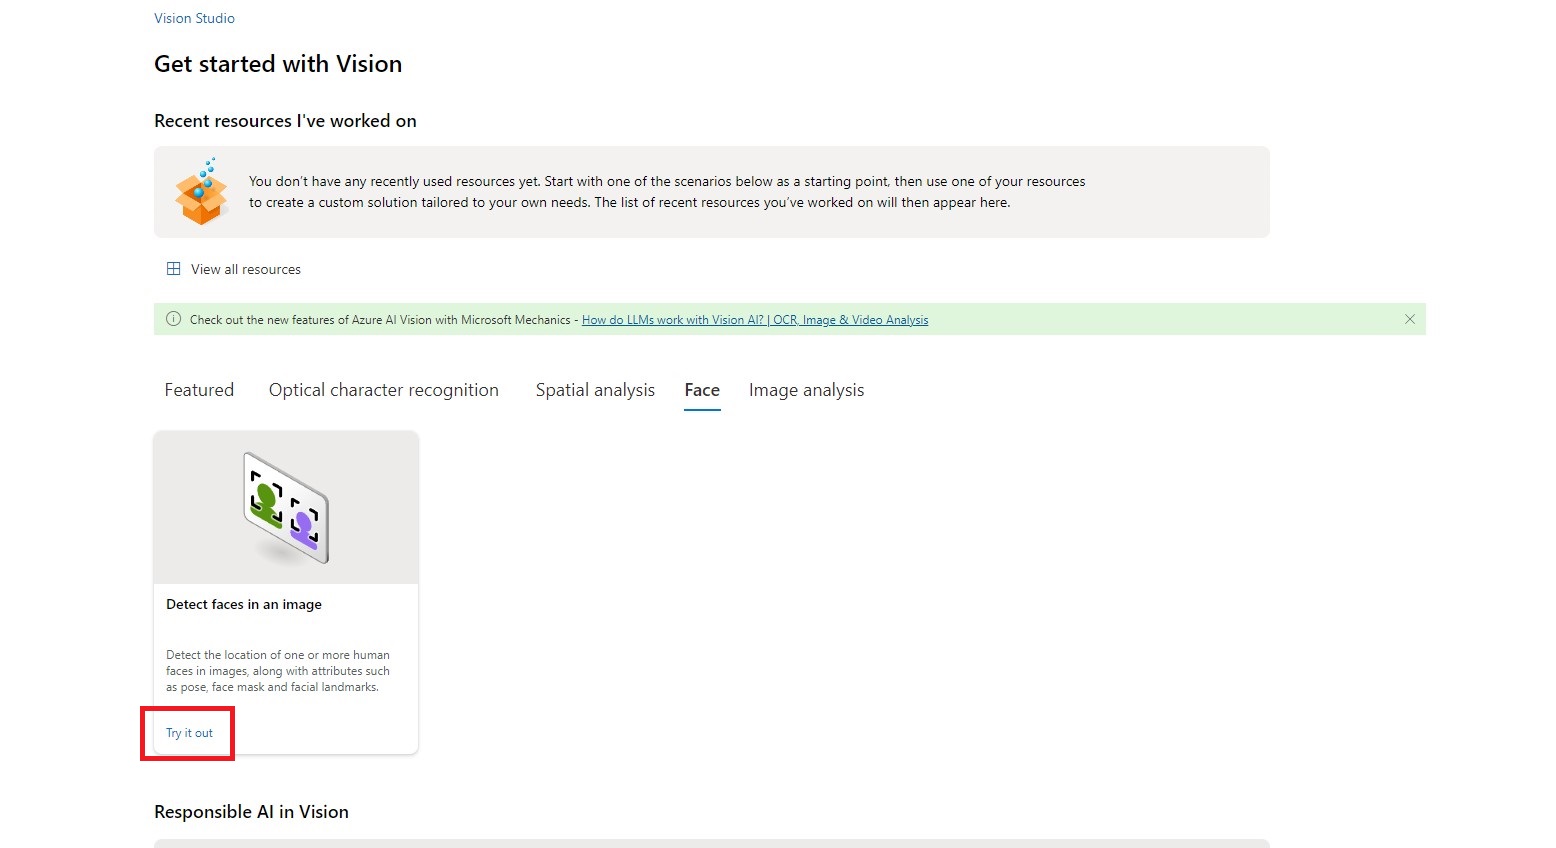 Vision Studio
Get started with Vision
Recent resources I've worked on
You don't have any recently used resources yet. Start with one of the scenarios below as a starting point, then use one of your resources
to create a custom solution tailored to your own needs. The list of recent resources you've worked on will then appear here.
View all resources
Check out the new features of Azure AI Vision with Microsoft Mechanics - How do LLMs work with Vision AI? | OCR, Image & Video Analysis
Featured Optical character recognition Spatial analysis Face Image analysis
Detect faces in an image
Detect the location of one or more human
faces in images, along with attributes such
as pose, face mask and facial landmarks.
Try it out
Responsible AI in Vision